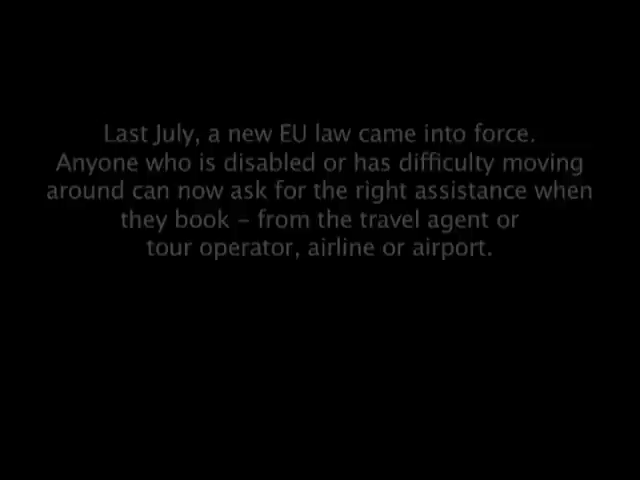 Last July, a new EU law came into force.
Anyone who is disabled or has difficulty moving
around can now ask for the right assistance when
they book – from the travel agent or
tour operator, airline or airport.